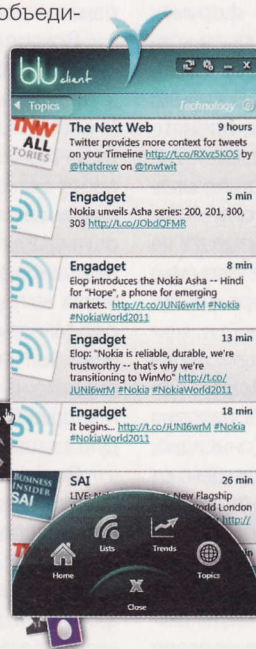 объеди-
blu client
Topics
Technology
TNW
ALL
TORIES
The Next Web 9 hours
Twitter provides more context for tweets
on your Timeline http://t.co/RXvz5KOS by
@thatdrew on @tnwtwit
Engadget 5 min
Nokia unveils Asha series: 200, 201, 300,
303 http://t.co/JObdQFMR
Engadget 8 min
Elop introduces the Nokia Asha -- Hindi
for "Hope", a phone for emerging
markets. http://t.co/JUNI6wrM #Nokia
#NokiaWorld2011
Engadget 13 min
Elop: "Nokia is reliable, durable, we're
trustworthy -- that's why we're
transitioning to WinMo" http://t.co/
JUNI6wrM #Nokia #NokiaWorld2011
Engadget 18 min
It begins... http://t.co/JUNI6wrM #Nokia
#NokiaWorld2011
BUSINESS
INSIDER
SAI
SAI 26 min
LIVE: New Flagship
World London
http://
Lists
Trends
Home
Topics
X
Close